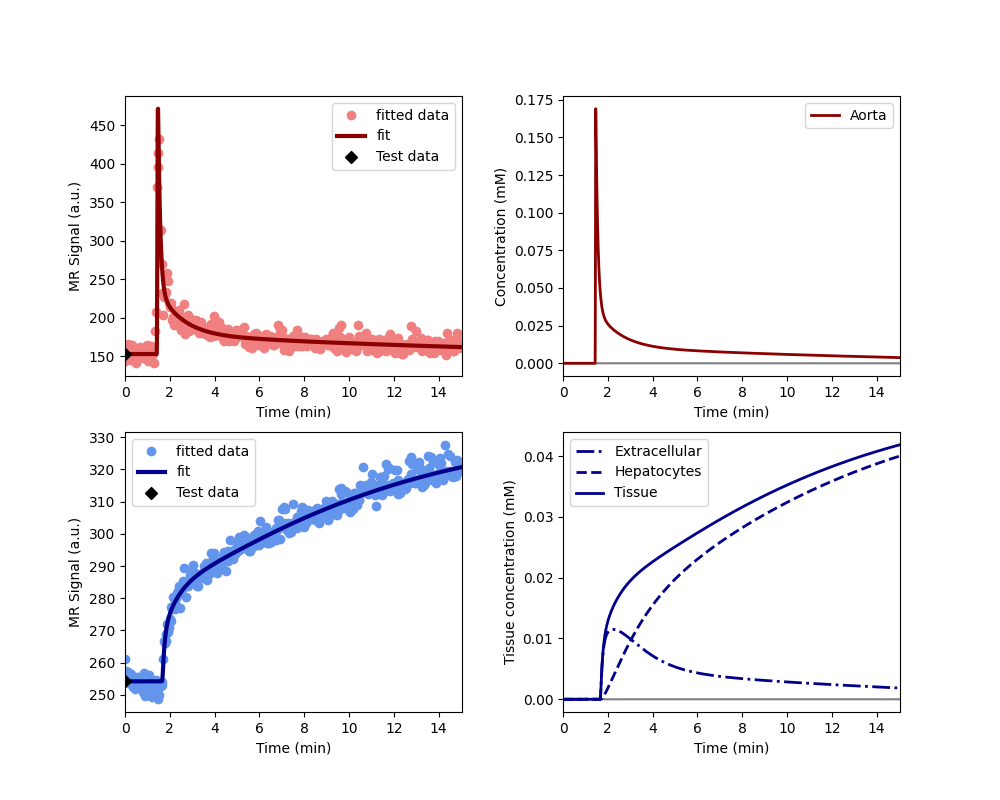 450
400
350
300
250
200
150
MR Signal (a.u.)
fitted data
fit
Test data
0 2 4 6 8 10 12 14
Time (min)
0.175
0.150
0.125
0.100
0.075
0.050
0.025
0.000
Concentration (mM)
Aorta
0 2 4 6 8 10 12 14
Time (min)
330
320
310
300
290
280
270
260
250
MR Signal (a.u.)
fitted data
fit
Test data
0 2 4 6 8 10 12 14
Time (min)
0.04
0.03
0.02
0.01
0.00
Tissue concentration (mM)
Extracellular
Hepatocytes
Tissue
0 2 4 6 8 10 12 14
Time (min)